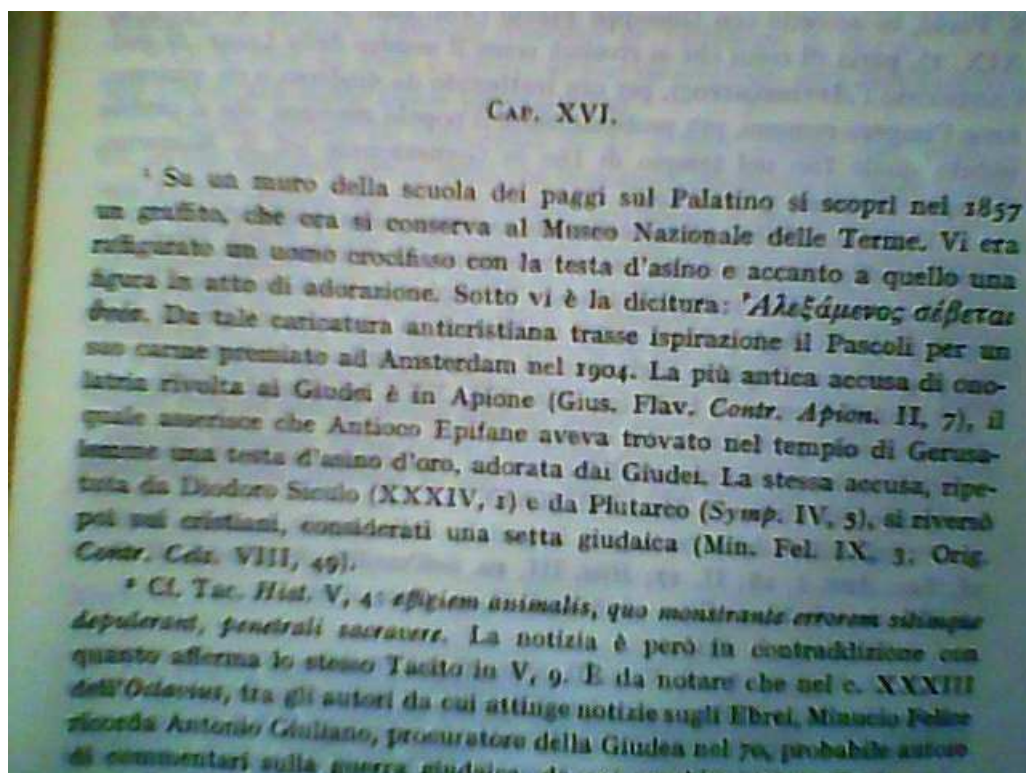 CAP. XVI.
¹ Su un muro della scuola dei paggi sul Palatino si scoprì nel 1857
un graffito, che ora si conserva al Museo Nazionale delle Terme. Vi era
raffigurato un uomo crocifisso con la testa d'asino e accanto a quello una
figura in atto di adorazione. Sotto vi è la dicitura: Ἀλεξάμενος σέβεται
Da tale caricatura anticristiana trasse ispirazione il Pascoli per un
suo carme premiato ad Amsterdam nel 1904. La più antica accusa di ono-
latria rivolta ai Giudei è in Apione (Gius. Flav. Contr. Apion. II, 7), il
quale asserisce che Antioco Epifane aveva trovato nel tempio di Gerusa-
lemme una testa d'asino d'oro, adorata dai Giudei. La stessa accusa, ripe-
tuta da Diodoro Siculo (XXXIV, 1) e da Plutarco (Symp. IV, 5), si riversò
poi sui cristiani, considerati una setta giudaica (Min. Fel. IX, 3; Orig.
Contr. Cels. VIII, 49).
Tac. Hist. V, 4: effigiem animalis, quo monstrante errorem sitimque
depulerant, penetrali sacravere. La notizia è però in contraddizione con
quanto afferma lo stesso Tacito in V, 9. È da notare che nel c. XXXIII
dell'Octavius, tra gli autori da cui attinge notizie sugli Ebrei, Minucio Felice
ricorda Antonio Giuliano, procuratore della Giudea nel 70, probabile autore
di commentari sulla guerra giudaica